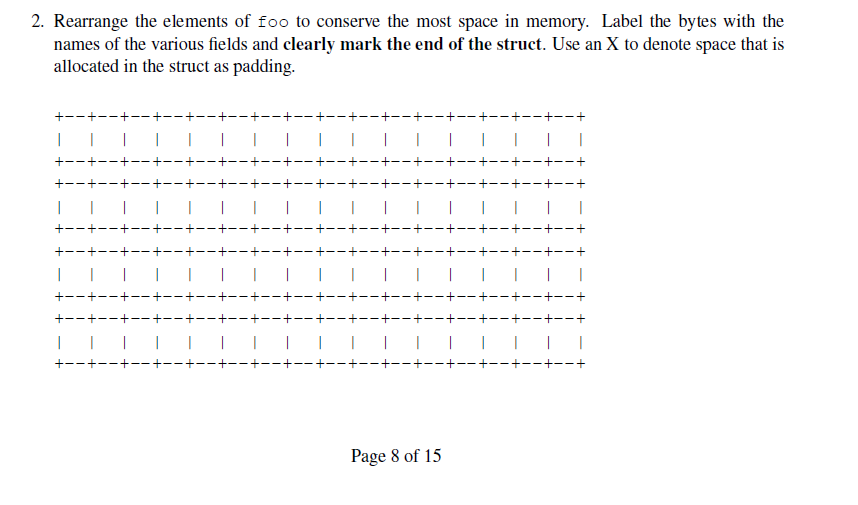 2. Rearrange the elements of foo to conserve the most space in memory. Label the bytes with the
names of the various fields and clearly mark the end of the struct. Use an X to denote space that is
allocated in the struct as padding.
+--+--+--+--+--+--+--+--+--+--+--+--+--+--+--+--+
|  |  |  |  |  |  |  |  |  |  |  |  |  |  |  |  |
+--+--+--+--+--+--+--+--+--+--+--+--+--+--+--+--+
+--+--+--+--+--+--+--+--+--+--+--+--+--+--+--+--+
|  |  |  |  |  |  |  |  |  |  |  |  |  |  |  |  |
+--+--+--+--+--+--+--+--+--+--+--+--+--+--+--+--+
+--+--+--+--+--+--+--+--+--+--+--+--+--+--+--+--+
|  |  |  |  |  |  |  |  |  |  |  |  |  |  |  |  |
+--+--+--+--+--+--+--+--+--+--+--+--+--+--+--+--+
+--+--+--+--+--+--+--+--+--+--+--+--+--+--+--+--+
|  |  |  |  |  |  |  |  |  |  |  |  |  |  |  |  |
+--+--+--+--+--+--+--+--+--+--+--+--+--+--+--+--+
Page 8 of 15